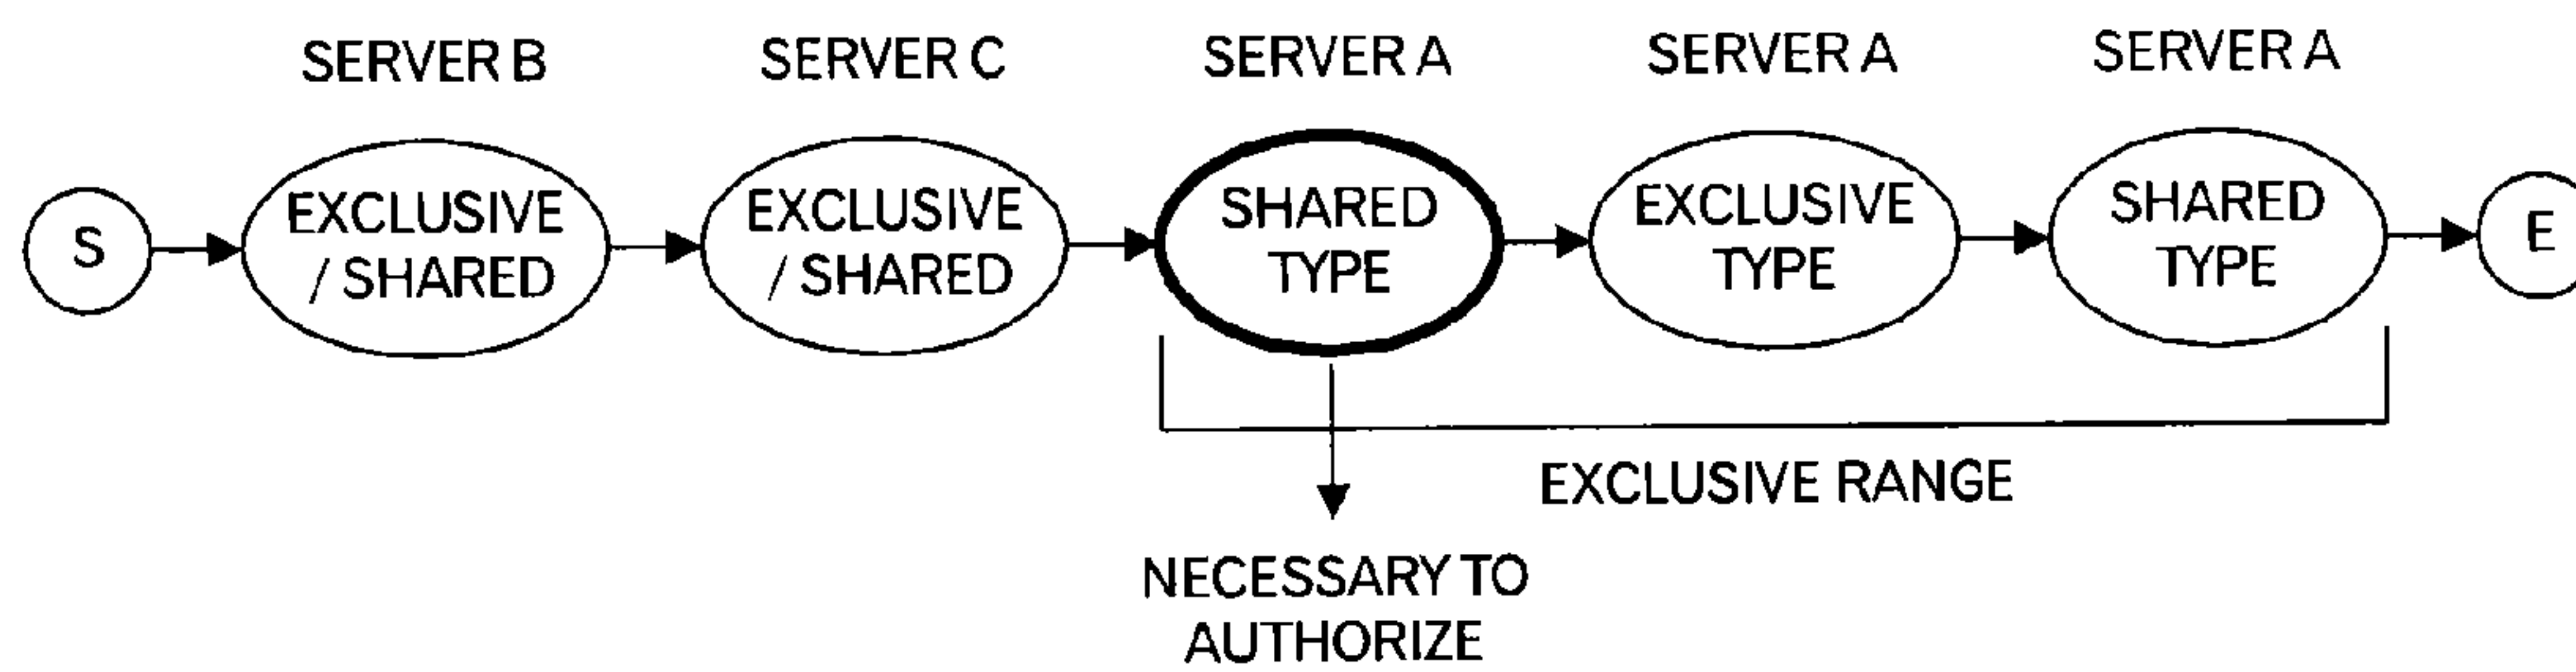 SERVER B SERVER C SERVER A SERVER A SERVER A
S EXCLUSIVE / SHARED EXCLUSIVE / SHARED SHARED TYPE EXCLUSIVE TYPE SHARED TYPE E
EXCLUSIVE RANGE
NECESSARY TO
AUTHORIZE